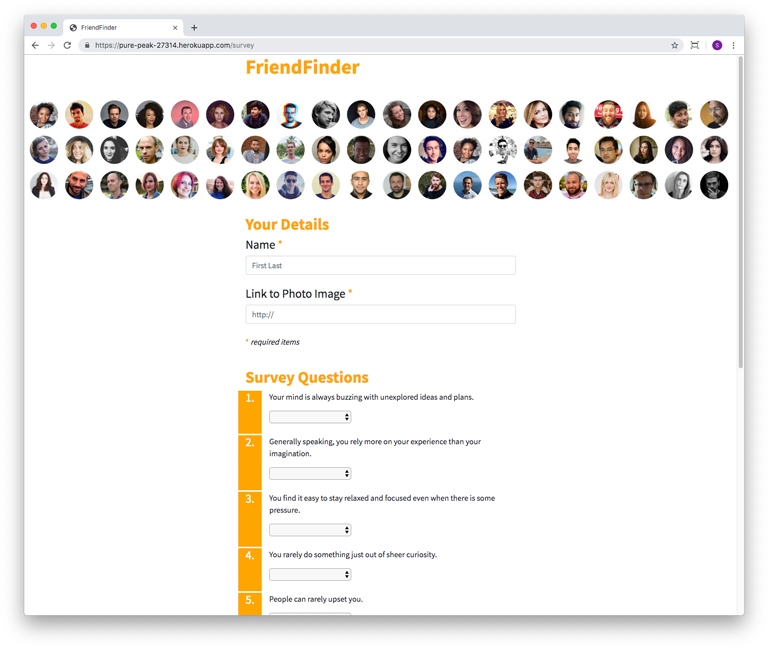 FriendFinder
https://pure-peak-27314.herokuapp.com/survey
S
FriendFinder
Your Details
Name *
First Last
Link to Photo Image *
http://
* required items
Survey Questions
1. Your mind is always buzzing with unexplored ideas and plans.
2. Generally speaking, you rely more on your experience than your
imagination.
3. You find it easy to stay relaxed and focused even when there is some
pressure.
4. You rarely do something just out of sheer curiosity.
5. People can rarely upset you.